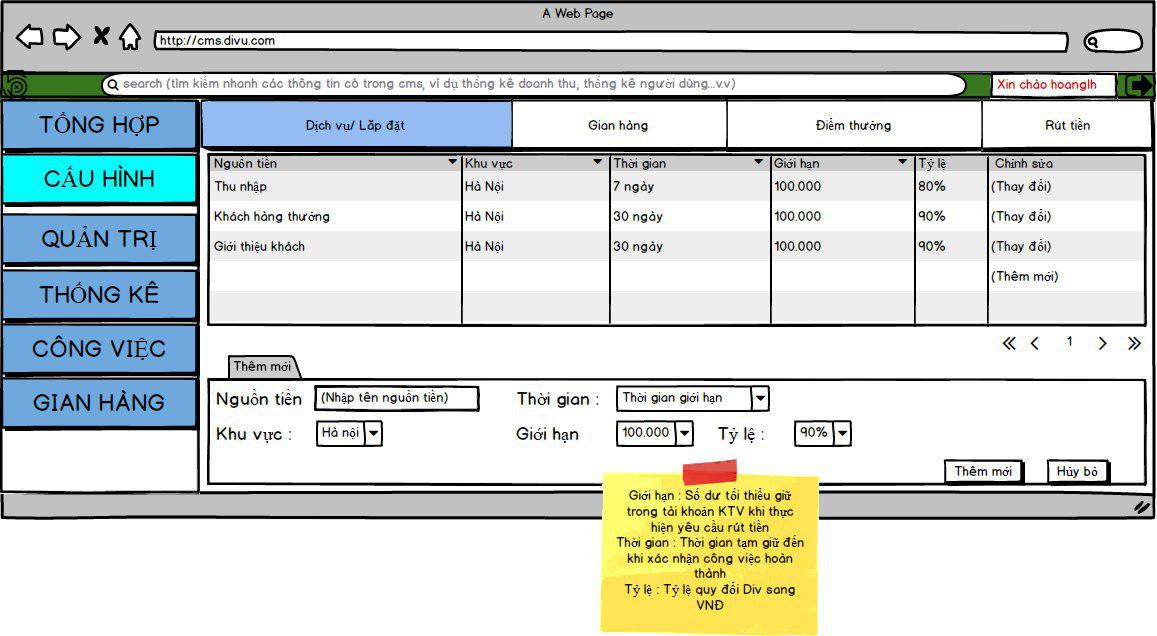 A Web Page
http://cms.divu.com
search (tìm kiếm nhanh các thông tin có trong cms, ví dụ thống kê doanh thu, thống kê người dùng...v.v)
Xin chào hoanglh
TỔNG HỢP
CẤU HÌNH
QUẢN TRỊ
THỐNG KÊ
CÔNG VIỆC
GIAN HÀNG
Dịch vụ/ Lắp đặt
Gian hàng
Điểm thưởng
Rút tiền
Nguồn tiền Khu vực Thời gian Giới hạn Tỷ lệ Chỉnh sửa
Thu nhập Hà Nội 7 ngày 100.000 80% (Thay đổi)
Khách hàng thưởng Hà Nội 30 ngày 100.000 90% (Thay đổi)
Giới thiệu khách Hà Nội 30 ngày 100.000 90% (Thay đổi)
(Thêm mới)
1
Thêm mới
Nguồn tiền (Nhập tên nguồn tiền) Thời gian : Thời gian giới hạn
Khu vực : Hà nội Giới hạn 100.000 Tỷ lệ : 90%
Thêm mới Hủy bỏ
Giới hạn : Số dư tối thiểu giữ
trong tài khoản KTV khi thực
hiện yêu cầu rút tiền
Thời gian : Thời gian tạm giữ đến
khi xác nhận công việc hoàn
thành
Tỷ lệ : Tỷ lệ quy đổi Div sang
VNĐ